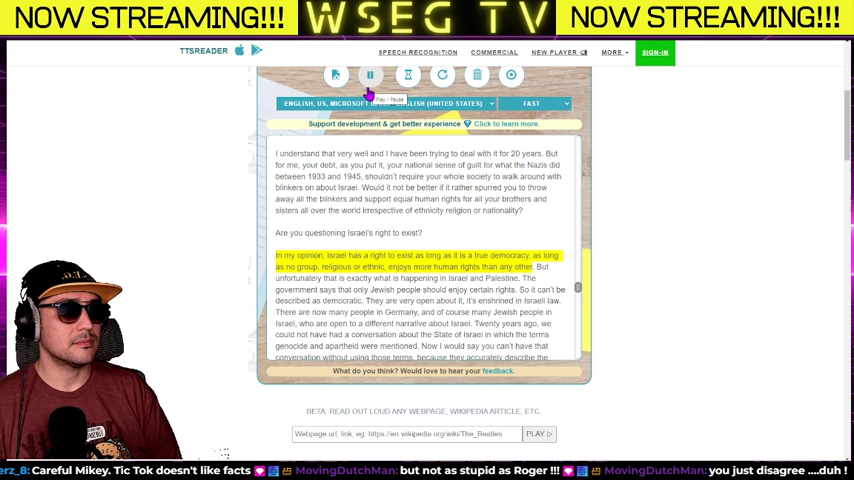 NOW STREAMING!!!
WSEG TV
NOW STREAMING!!!
TTSREADER
SPEECH RECOGNITION
COMMERCIAL
NEW PLAYER
MORE
SIGN-IN
Play / Pause
ENGLISH, US, MICROSOFT
ENGLISH (UNITED STATES)
FAST
Support development & get better experience
Click to learn more.
I understand that very well and I have been trying to deal with it for 20 years. But
for me, your debt, as you put it, your national sense of guilt for what the Nazis did
between 1933 and 1945, shouldn't require your whole society to walk around with
blinkers on about Israel. Would it not be better if it rather spurred you to throw
away all the blinkers and support equal human rights for all your brothers and
sisters all over the world irrespective of ethnicity religion or nationality?
Are you questioning Israel's right to exist?
In my opinion, Israel has a right to exist as long as it is a true democracy, as long
as no group, religious or ethnic, enjoys more human rights than any other. But
unfortunately that is exactly what is happening in Israel and Palestine. The
government says that only Jewish people should enjoy certain rights. So it can't be
described as democratic. They are very open about it, it's enshrined in Israeli law.
There are now many people in Germany, and of course many Jewish people in
Israel, who are open to a different narrative about Israel. Twenty years ago, we
could not have had a conversation about the State of Israel in which the terms
genocide and apartheid were mentioned. Now I would say you can't have that
conversation without using those terms, because they accurately describe the
What do you think? Would love to hear your feedback.
BETA. READ OUT LOUD ANY WEBPAGE, WIKIPEDIA ARTICLE, ETC.
Webpage url, link, eg. https://en.wikipedia.org/wiki/The_Beatles
PLAY ▷
erz_8: Careful Mikey. Tic Tok doesn't like facts
MovingDutchMan: but not as stupid as Roger !!!
MovingDutchMan: you just disagree ....duh !